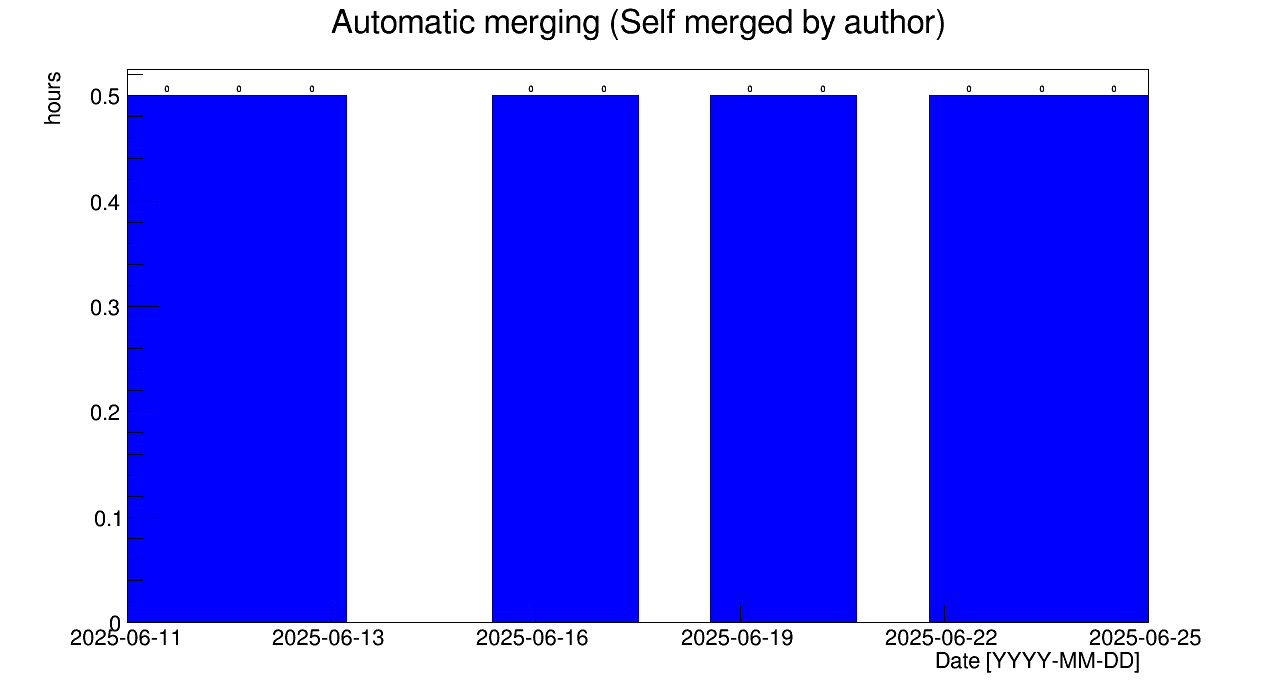 Automatic merging (Self merged by author)
hours
0 0 0 0 0 0 0 0 0 0
0.5
0.4
0.3
0.2
0.1
0
2025-06-11 2025-06-13 2025-06-16 2025-06-19 2025-06-22 2025-06-25
Date [YYYY-MM-DD]